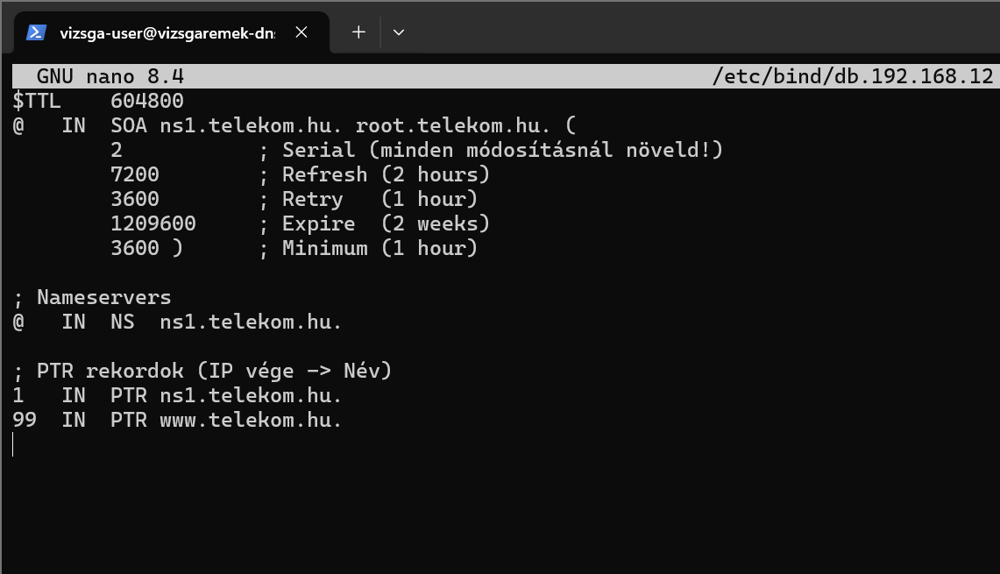 vizsga-user@vizsgaremek-dn
GNU nano 8.4 /etc/bind/db.192.168.12
$TTL 604800
@ IN SOA ns1.telekom.hu. root.telekom.hu. (
2 ; Serial (minden módosításnál növeld!)
7200 ; Refresh (2 hours)
3600 ; Retry (1 hour)
1209600 ; Expire (2 weeks)
3600 ) ; Minimum (1 hour)
; Nameservers
@ IN NS ns1.telekom.hu.
; PTR rekordok (IP vége -> Név)
1 IN PTR ns1.telekom.hu.
99 IN PTR www.telekom.hu.